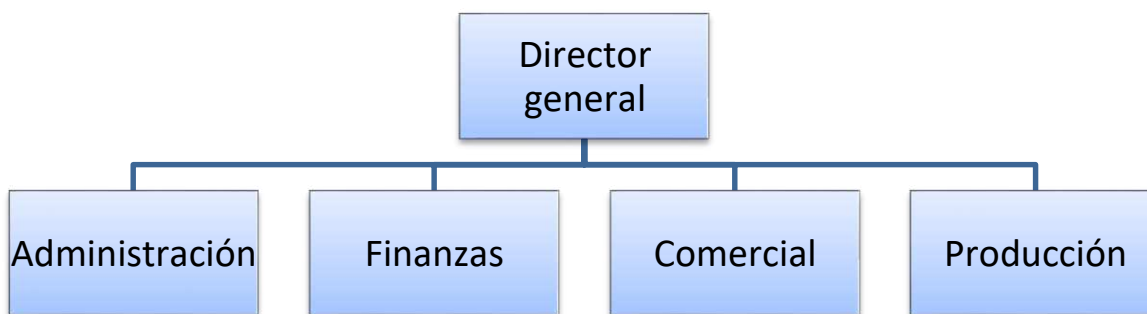 Director
general
Administración
Finanzas
Comercial
Producción